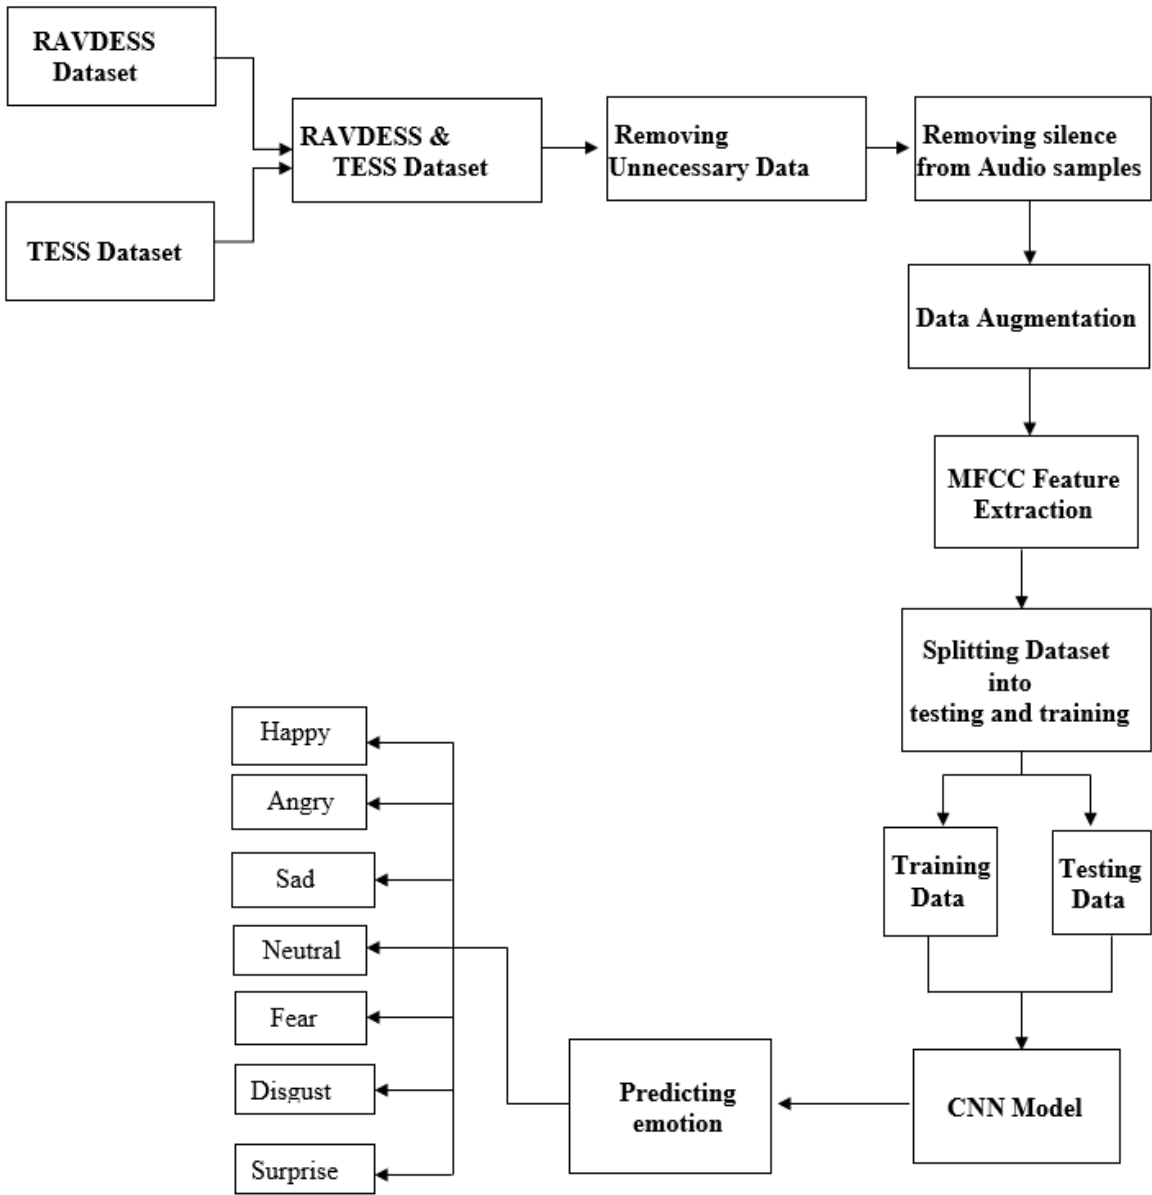 RAVDESS
Dataset
TESS Dataset
RAVDESS &
TESS Dataset
Removing
Unnecessary Data
Removing silence
from Audio samples
Data Augmentation
MFCC Feature
Extraction
Splitting Dataset
into
testing and training
Training
Data
Testing
Data
CNN Model
Predicting
emotion
Happy
Angry
Sad
Neutral
Fear
Disgust
Surprise